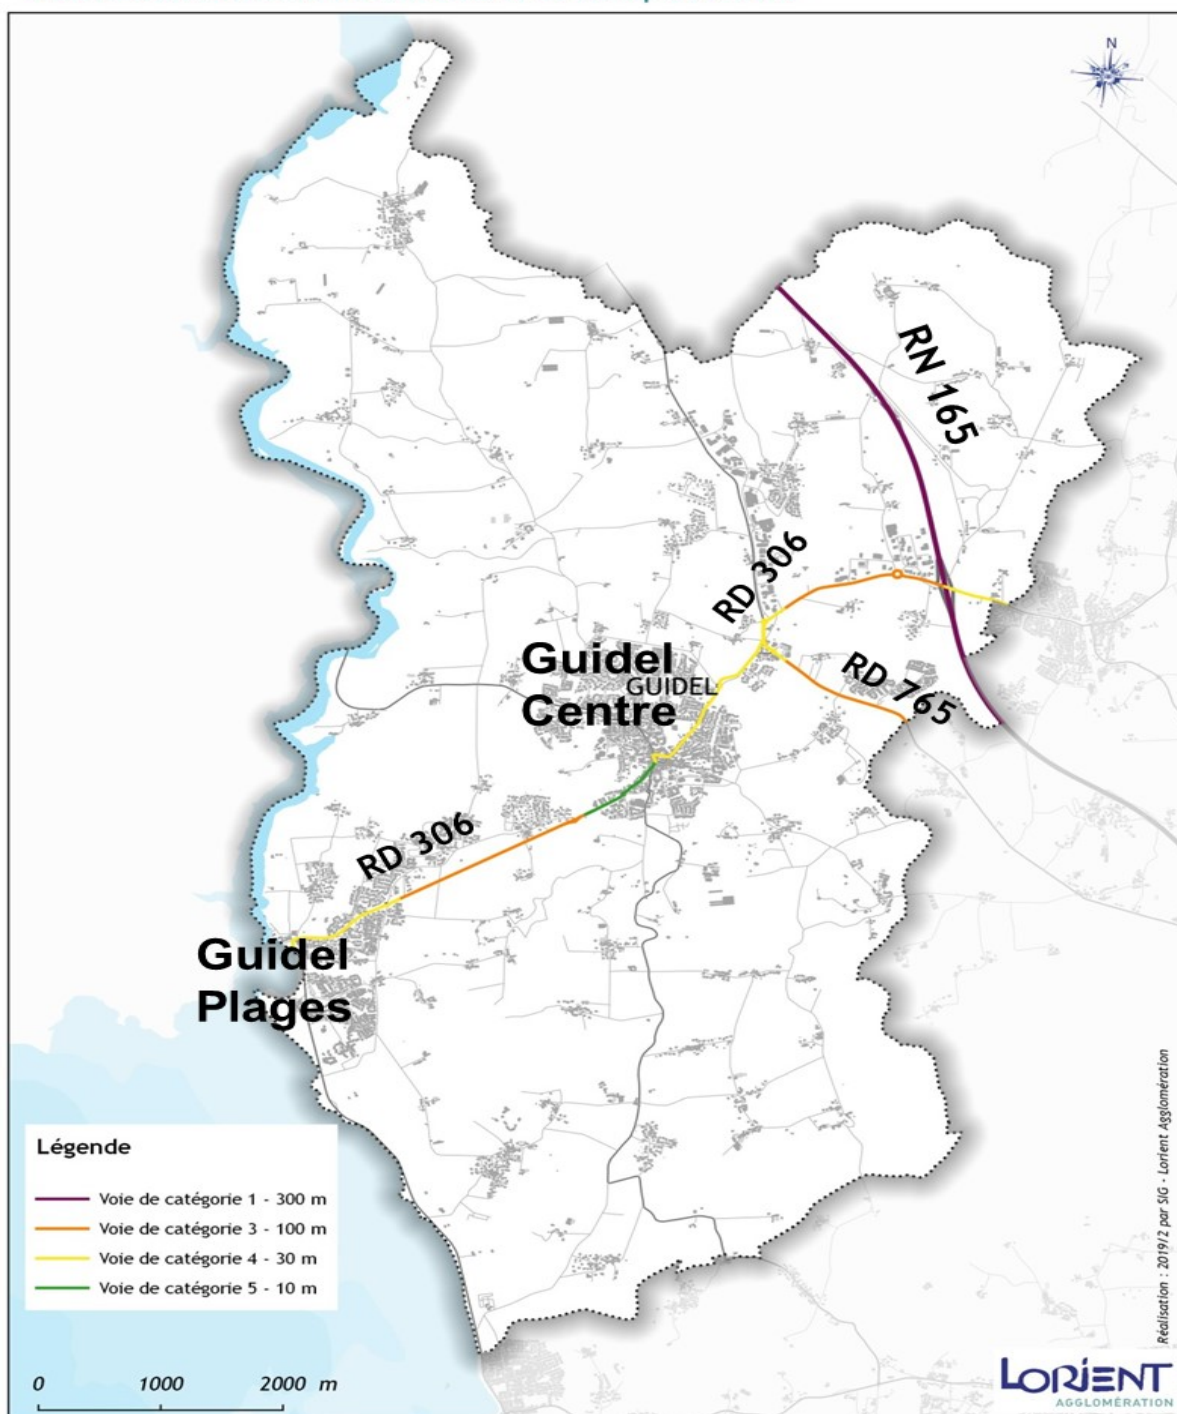 N
RN 165
RD 306
Guidel
GUIDEL
Centre
RD 765
RD 306
Guidel
Plages
Légende
Voie de catégorie 1 - 300 m
Voie de catégorie 3 - 100 m
Voie de catégorie 4 - 30 m
Voie de catégorie 5 - 10 m
0 1000 2000 m
Réalisation : 2019/2 par SIG - Lorient Agglomération
LORIENT
AGGLOMÉRATION